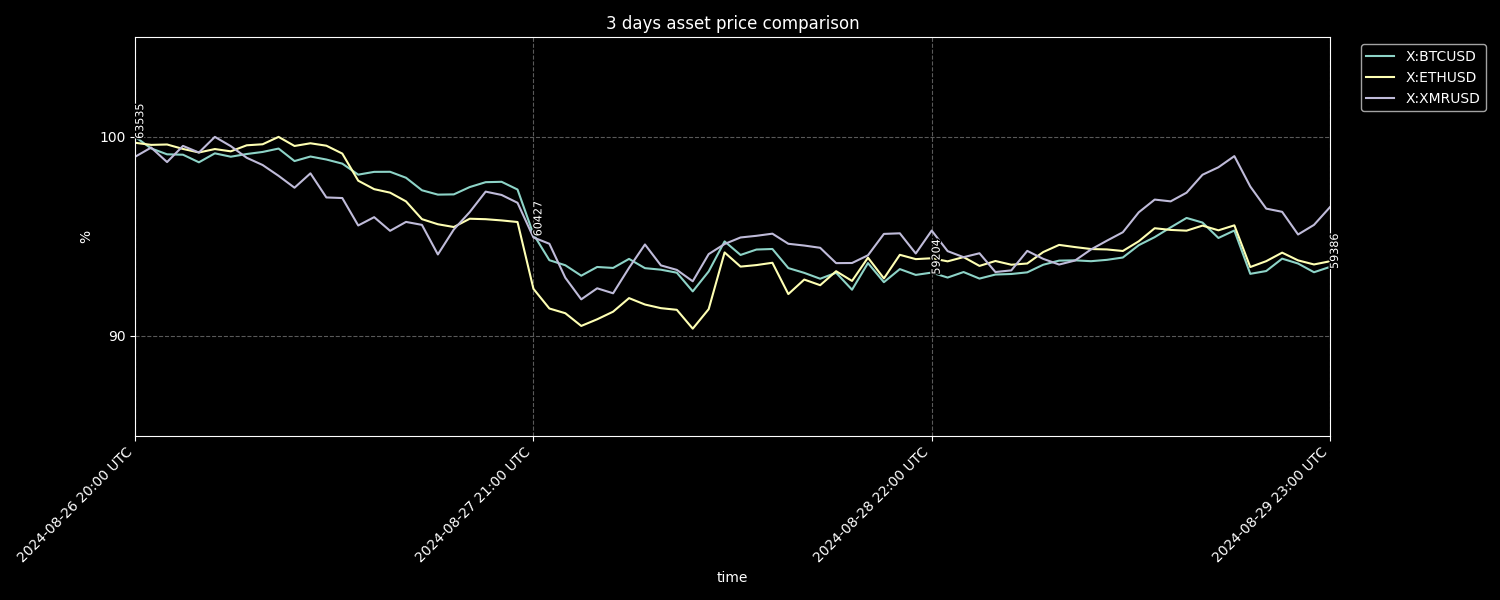 3 days asset price comparison
X:BTCUSD
X:ETHUSD
X:XMRUSD
63535
100
60427
%
59204
59386
90
2024-08-26 20:00 UTC
2024-08-27 21:00 UTC
2024-08-28 22:00 UTC
2024-08-29 23:00 UTC
time